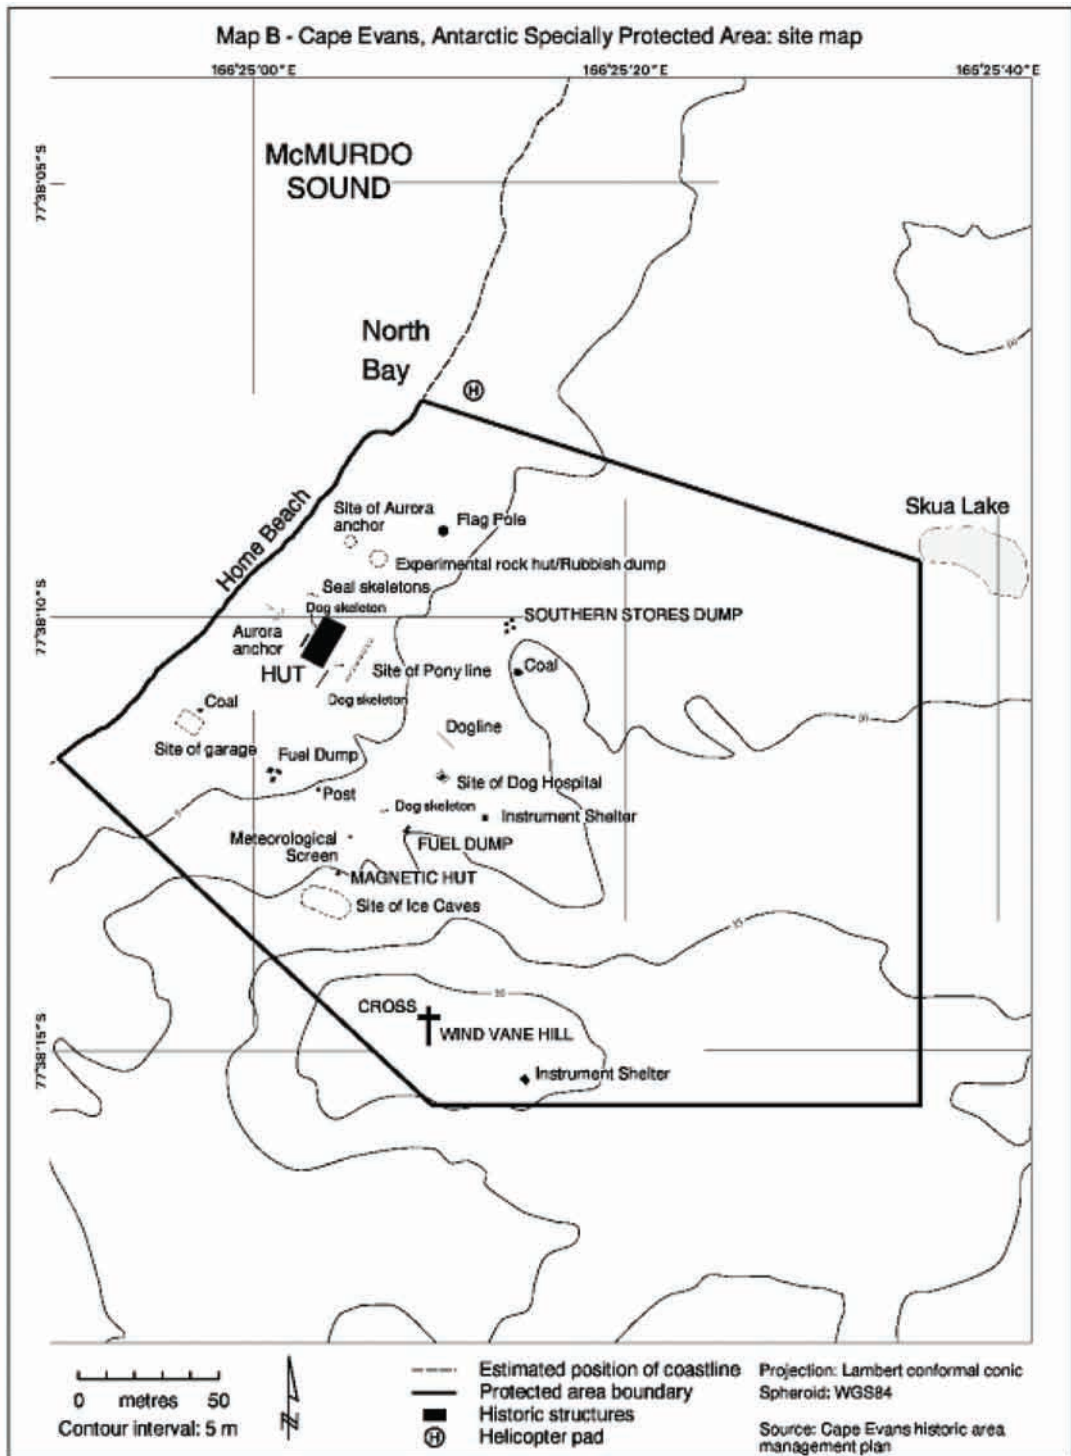 Map B - Cape Evans, Antarctic Specially Protected Area: site map
166°25'00" E
166°25'20" E
165°25'40" E
77°38'05"S
McMURDO
SOUND
North
Bay
H
Home Beach
Site of Aurora
anchor
Flag Pole
Skua Lake
Experimental rock hut/Rubbish dump
Seal skeletons
Dog skeleton
77°38'10"S
SOUTHERN STORES DUMP
Aurora
anchor
HUT
Site of Pony line
Coal
Dog skeleton
Coal
Dogline
Site of garage
Fuel Dump
Site of Dog Hospital
Post
Dog skeleton
Instrument Shelter
Meteorological
Screen
FUEL DUMP
MAGNETIC HUT
Site of Ice Caves
CROSS
WIND VANE HILL
77°38'15"S
Instrument Shelter
0 metres 50
Contour interval: 5 m
Estimated position of coastline
Protected area boundary
Historic structures
H Helicopter pad
Projection: Lambert conformal conic
Spheroid: WGS84
Source: Cape Evans historic area
management plan